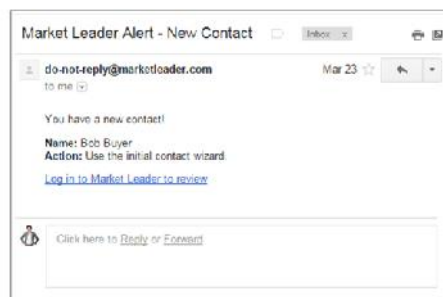 Market Leader Alert - New Contact
Inbox x
do-not-reply@marketleader.com
Mar 23
to me
You have a new contact!
Name: Bob Buyer
Action: Use the initial contact wizard.
Log in to Market Leader to review
Click here to Reply or Forward